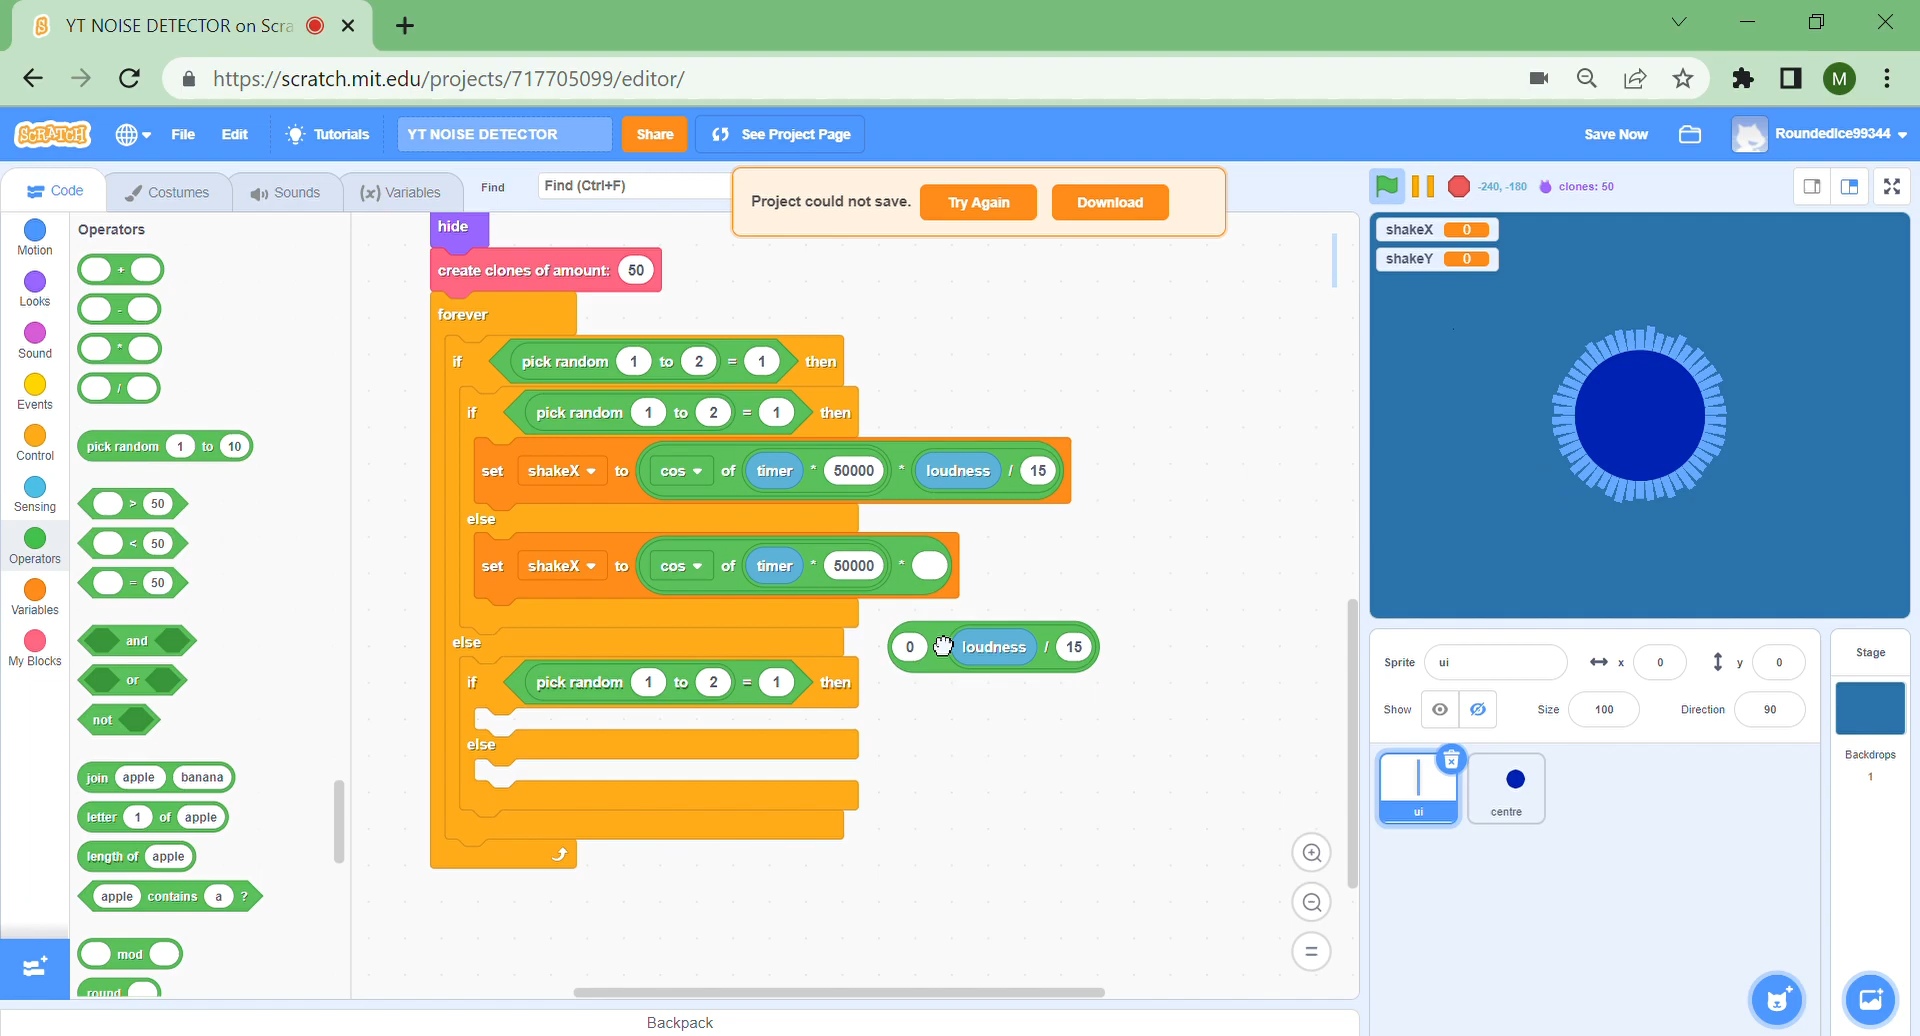 YT NOISE DETECTOR on Scra
https://scratch.mit.edu/projects/717705099/editor/
M
SCRATCH
File
Edit
Tutorials
YT NOISE DETECTOR
Share
See Project Page
Save Now
RoundedIce99344
Code
Costumes
Sounds
(x) Variables
Find
Find (Ctrl+F)
Project could not save.
Try Again
Download
-240, -180
clones: 50
Motion
Looks
Sound
Events
Control
Sensing
Operators
Variables
My Blocks
Operators
+
-
*
/
pick random 1 to 10
> 50
< 50
= 50
and
or
not
join apple banana
letter 1 of apple
length of apple
apple contains a ?
mod
round
hide
create clones of amount: 50
forever
if pick random 1 to 2 = 1 then
if pick random 1 to 2 = 1 then
set shakeX to cos of timer * 50000 * loudness / 15
else
set shakeX to cos of timer * 50000 *
0 loudness / 15
else
if pick random 1 to 2 = 1 then
else
shakeX 0
shakeY 0
Sprite ui x 0 y 0
Show Size 100 Direction 90
ui
centre
Stage
Backdrops
1
Backpack